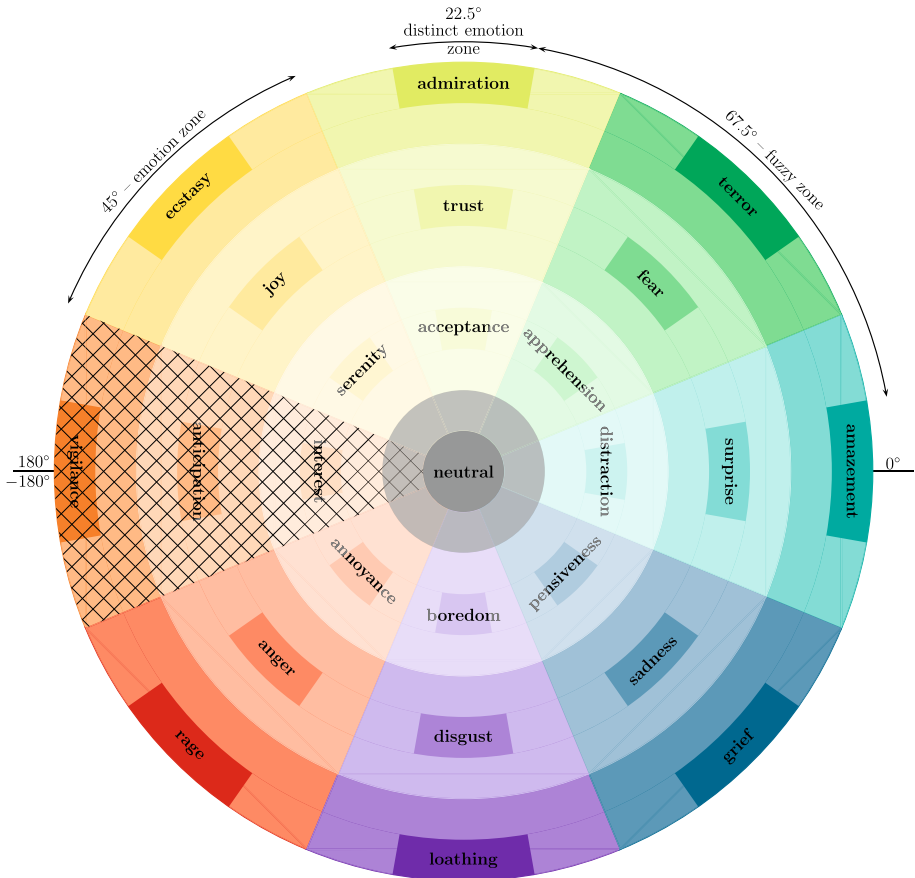 22.5°
distinct emotion
zone
admiration
45° – emotion zone
67.5° – fuzzy zone
ecstasy
terror
trust
joy
fear
acceptance
serenity
apprehension
180°
−180°
vigilance
anticipation
interest
neutral
distraction
surprise
amazement
0°
annoyance
pensiveness
boredom
anger
sadness
disgust
rage
grief
loathing